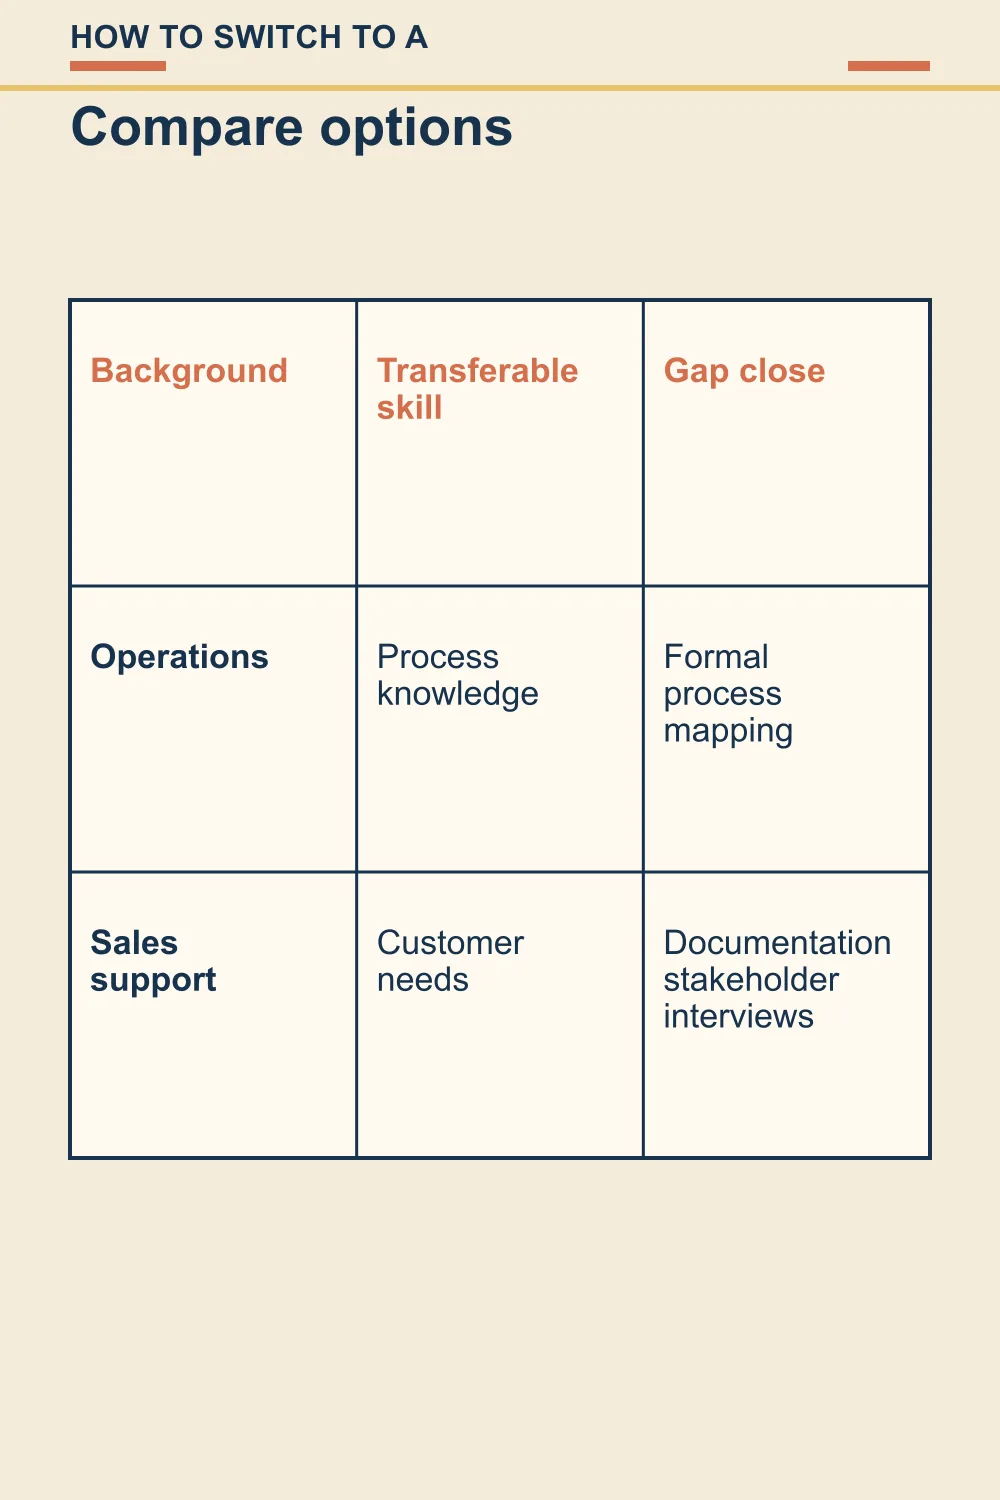 HOW TO SWITCH TO A
Compare options
Background
Transferable
skill
Gap close
Operations
Process
knowledge
Formal
process
mapping
Sales
support
Customer
needs
Documentation
stakeholder
interviews